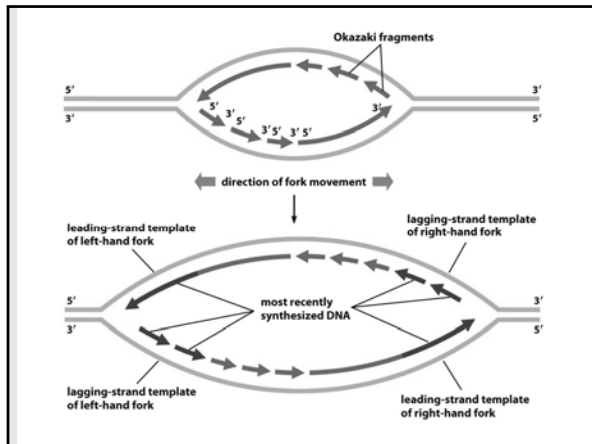 Okazaki fragments
5′ 3′
3′ 5′
5′ 3′ 5′ 3′ 5′ 3′ 5′ 3′
direction of fork movement
leading-strand template
of left-hand fork
lagging-strand template
of right-hand fork
5′ 3′
most recently
synthesized DNA
3′ 5′
lagging-strand template
of left-hand fork
leading-strand template
of right-hand fork